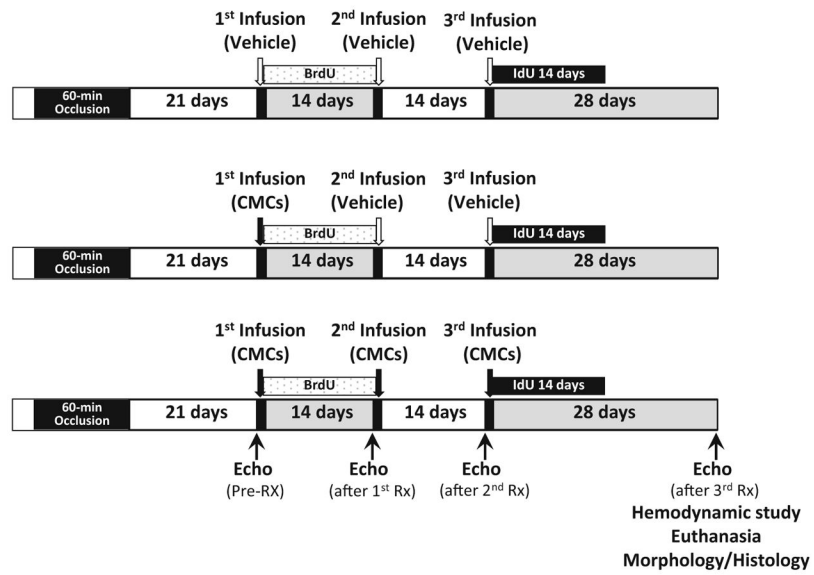 1st Infusion 2nd Infusion 3rd Infusion
(Vehicle) (Vehicle) (Vehicle)
BrdU IdU 14 days
60-min Occlusion 21 days 14 days 14 days 28 days
1st Infusion 2nd Infusion 3rd Infusion
(CMCs) (Vehicle) (Vehicle)
BrdU IdU 14 days
60-min Occlusion 21 days 14 days 14 days 28 days
1st Infusion 2nd Infusion 3rd Infusion
(CMCs) (CMCs) (CMCs)
BrdU IdU 14 days
60-min Occlusion 21 days 14 days 14 days 28 days
Echo Echo Echo Echo
(Pre-RX) (after 1st Rx) (after 2nd Rx) (after 3rd Rx)
Hemodynamic study
Euthanasia
Morphology/Histology